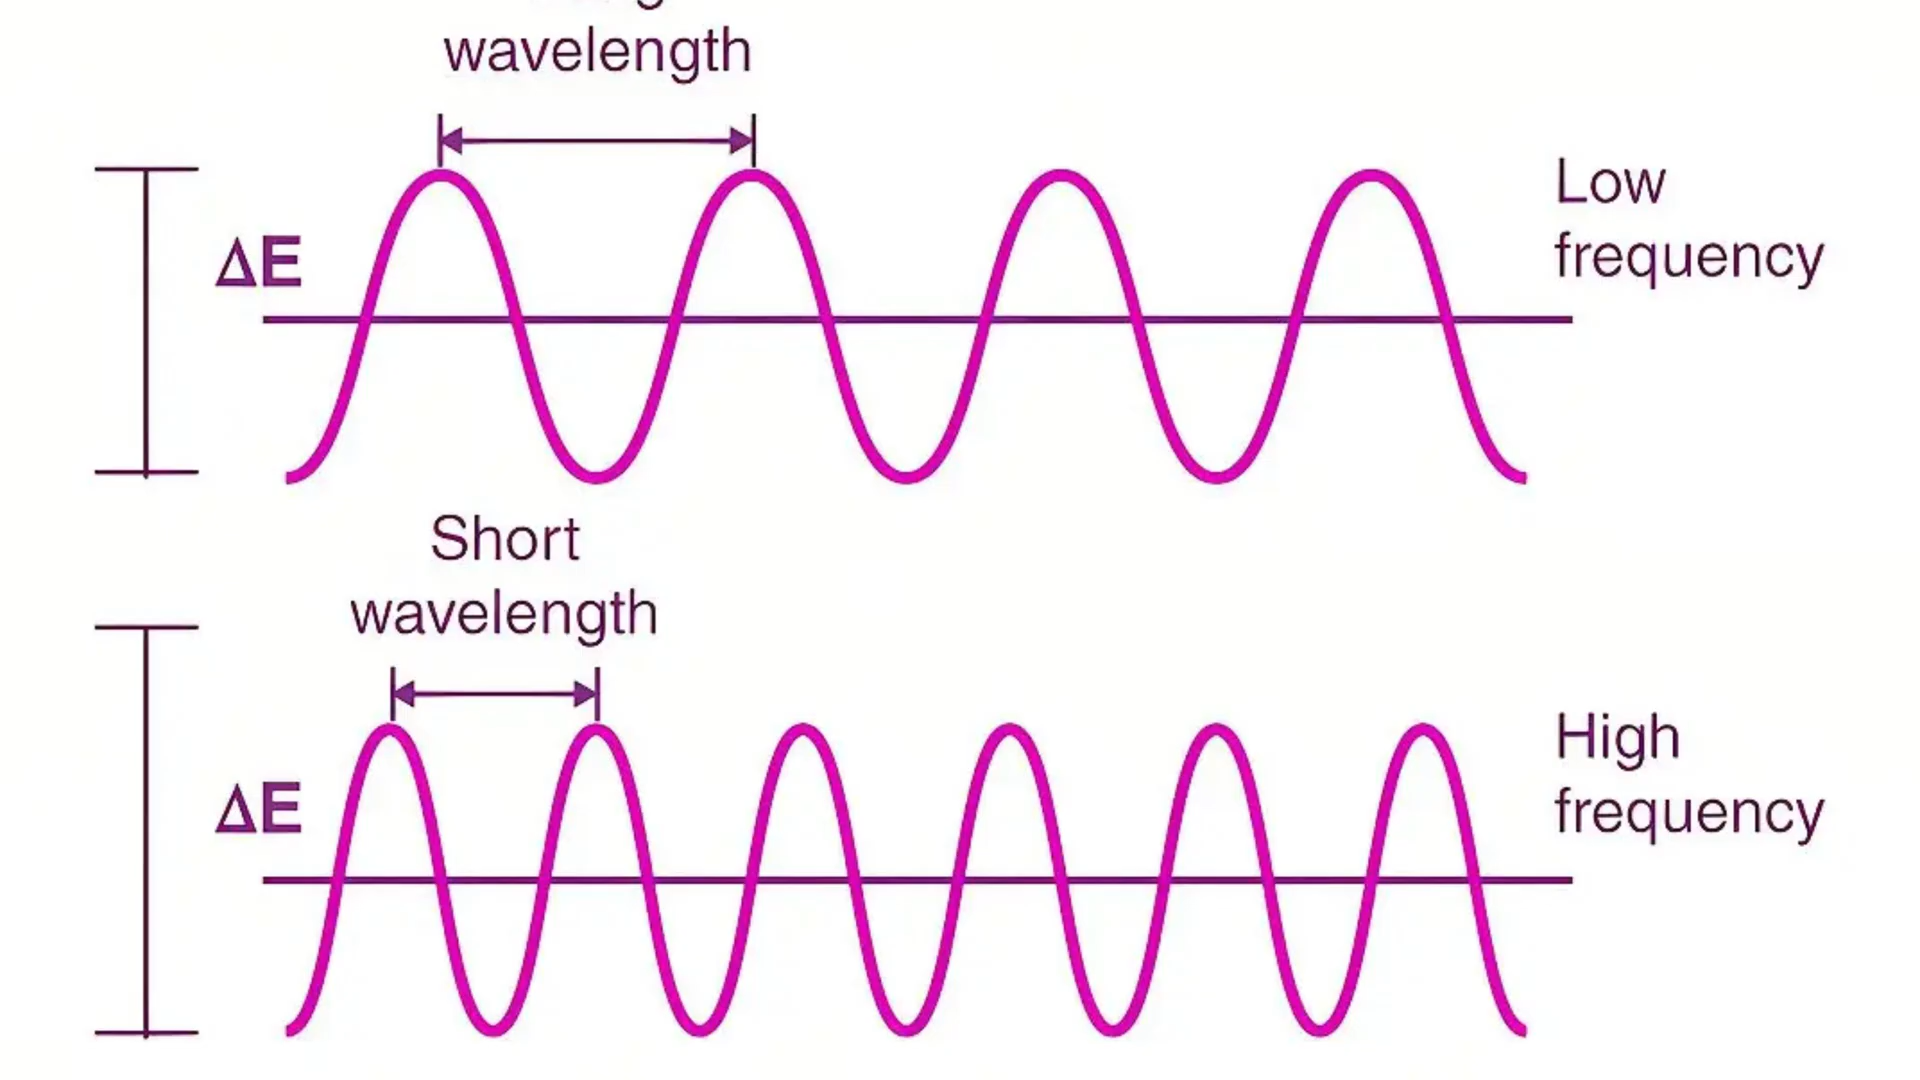 wavelength
Low
frequency
ΔE
Short
wavelength
High
frequency
ΔE